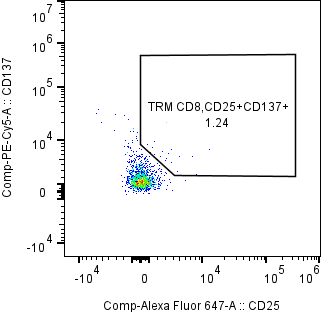 10^7
10^6
10^5
10^4
0
-10^4
Comp-PE-Cy5-A :: CD137
TRM CD8,CD25+CD137+
1.24
-10^4 0 10^4 10^5 10^6
Comp-Alexa Fluor 647-A :: CD25